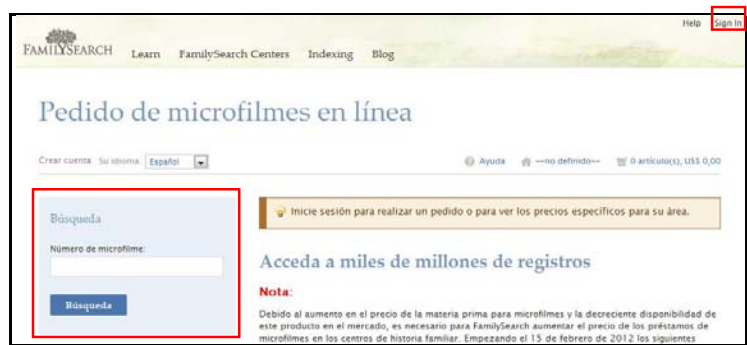 Help Sign In
FAMILYSEARCH Learn FamilySearch Centers Indexing Blog
Pedido de microfilmes en línea
Crear cuenta Su idioma: Español Ayuda --no definido-- 0 artículo(s), US$ 0,00
Búsqueda
Número de microfilme:
Búsqueda
Inicie sesión para realizar un pedido o para ver los precios específicos para su área.
Acceda a miles de millones de registros
Nota:
Debido al aumento en el precio de la materia prima para microfilmes y la decreciente disponibilidad de
este producto en el mercado, es necesario para FamilySearch aumentar el precio de los préstamos de
microfilmes en los centros de historia familiar. Empezando el 15 de febrero de 2012 los siguientes